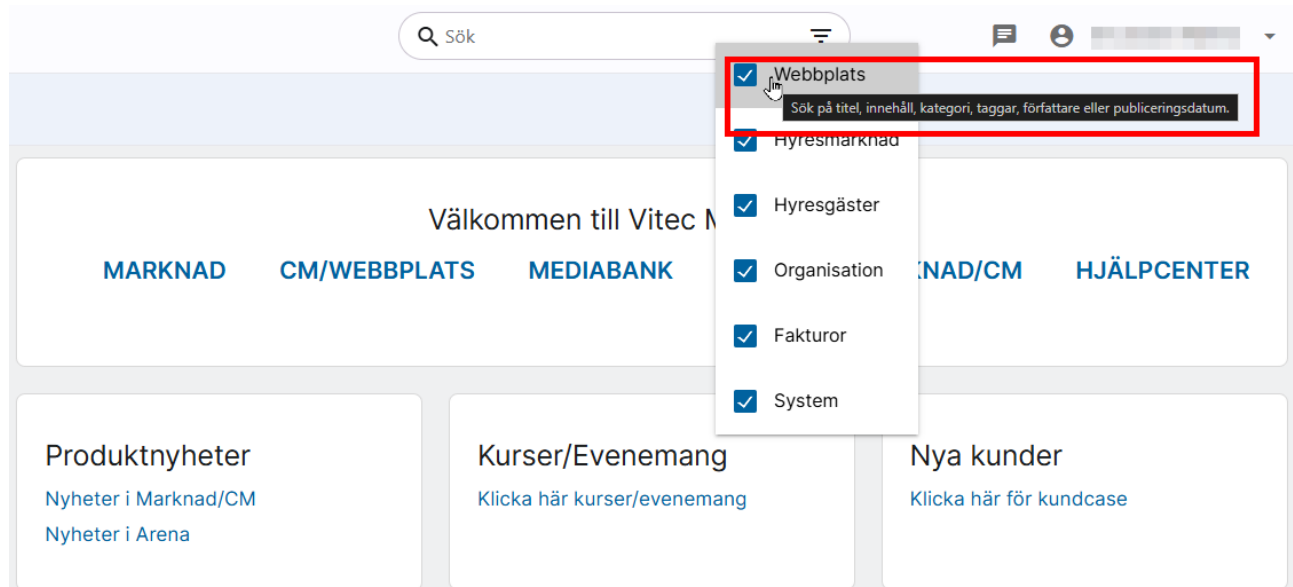 Sök
Webbplats
Sök på titel, innehåll, kategori, taggar, författare eller publiceringsdatum.
Hyresmarknad
Hyresgäster
Organisation
Fakturor
System
Välkommen till Vitec
MARKNAD CM/WEBBPLATS MEDIABANK KNAD/CM HJÄLPCENTER
Produktnyheter
Nyheter i Marknad/CM
Nyheter i Arena
Kurser/Evenemang
Klicka här kurser/evenemang
Nya kunder
Klicka här för kundcase